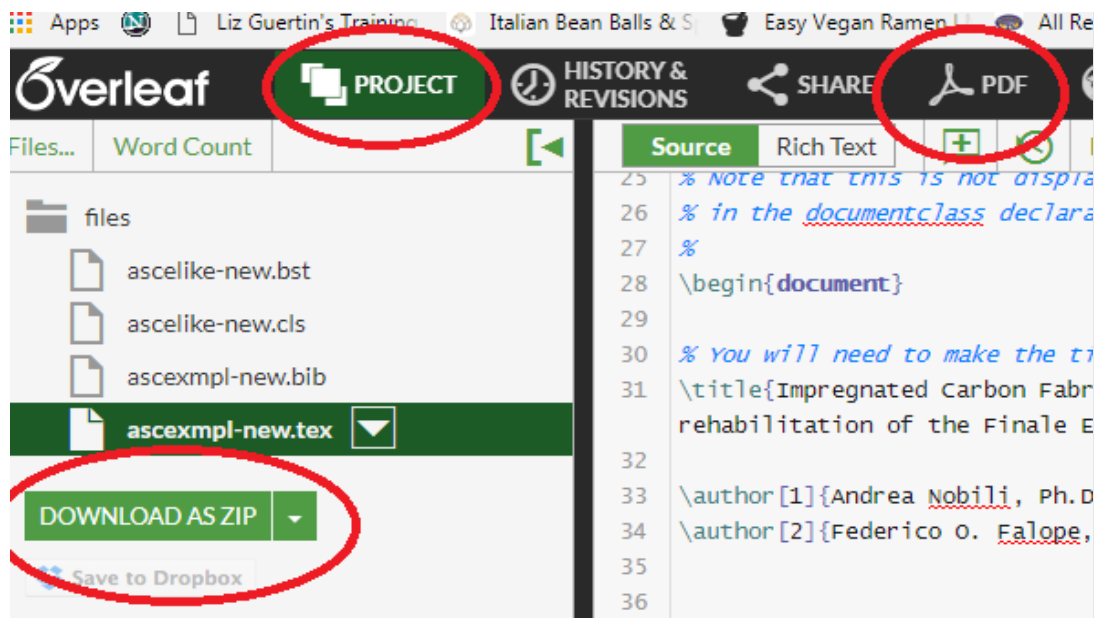 Apps Liz Guertin's Training Italian Bean Balls & S Easy Vegan Ramen U All Re
Overleaf PROJECT HISTORY & REVISIONS SHARE PDF
Files... Word Count Source Rich Text
files
ascelike-new.bst
ascelike-new.cls
ascexmpl-new.bib
ascexmpl-new.tex
DOWNLOAD AS ZIP
Save to Dropbox
25 % Note that this is not displa
26 % in the documentclass declara
27 %
28 \begin{document}
29
30 % You will need to make the ti
31 \title{Impregnated Carbon Fabr
rehabilitation of the Finale E
32
33 \author[1]{Andrea Nobili, Ph.D
34 \author[2]{Federico O. Falope,
35
36